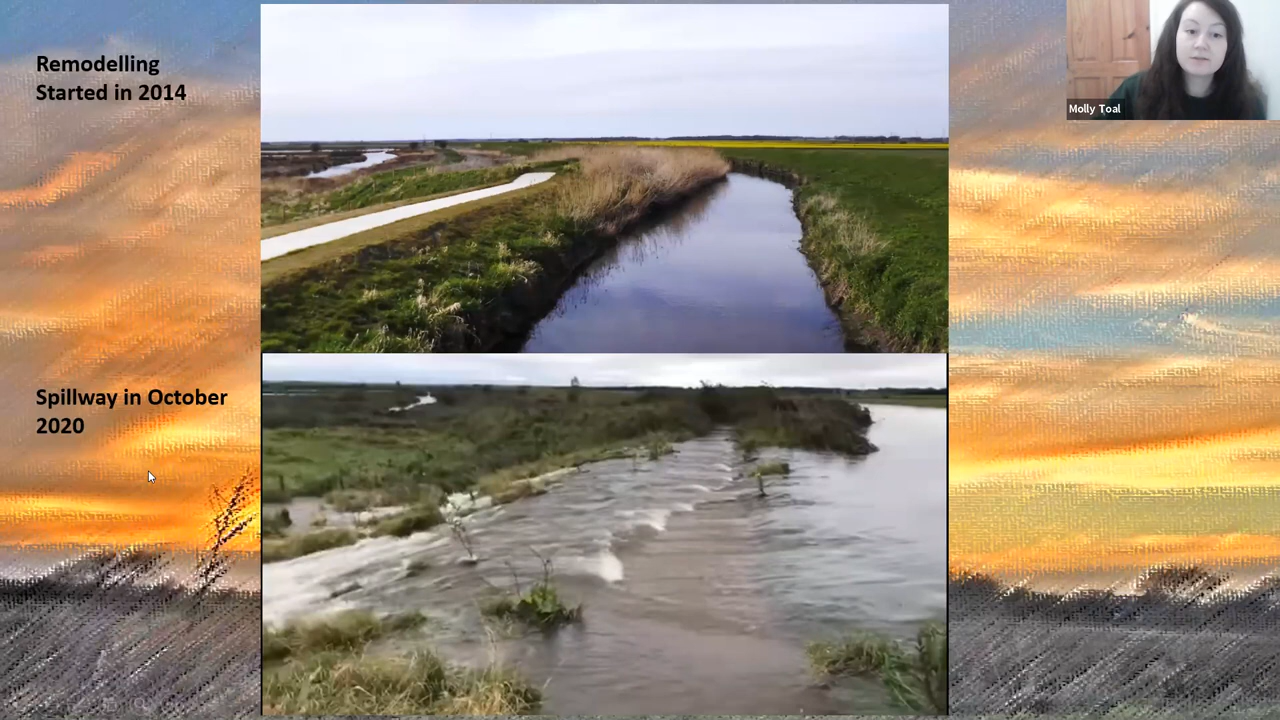 Remodelling
Started in 2014
Molly Toal
Spillway in October
2020